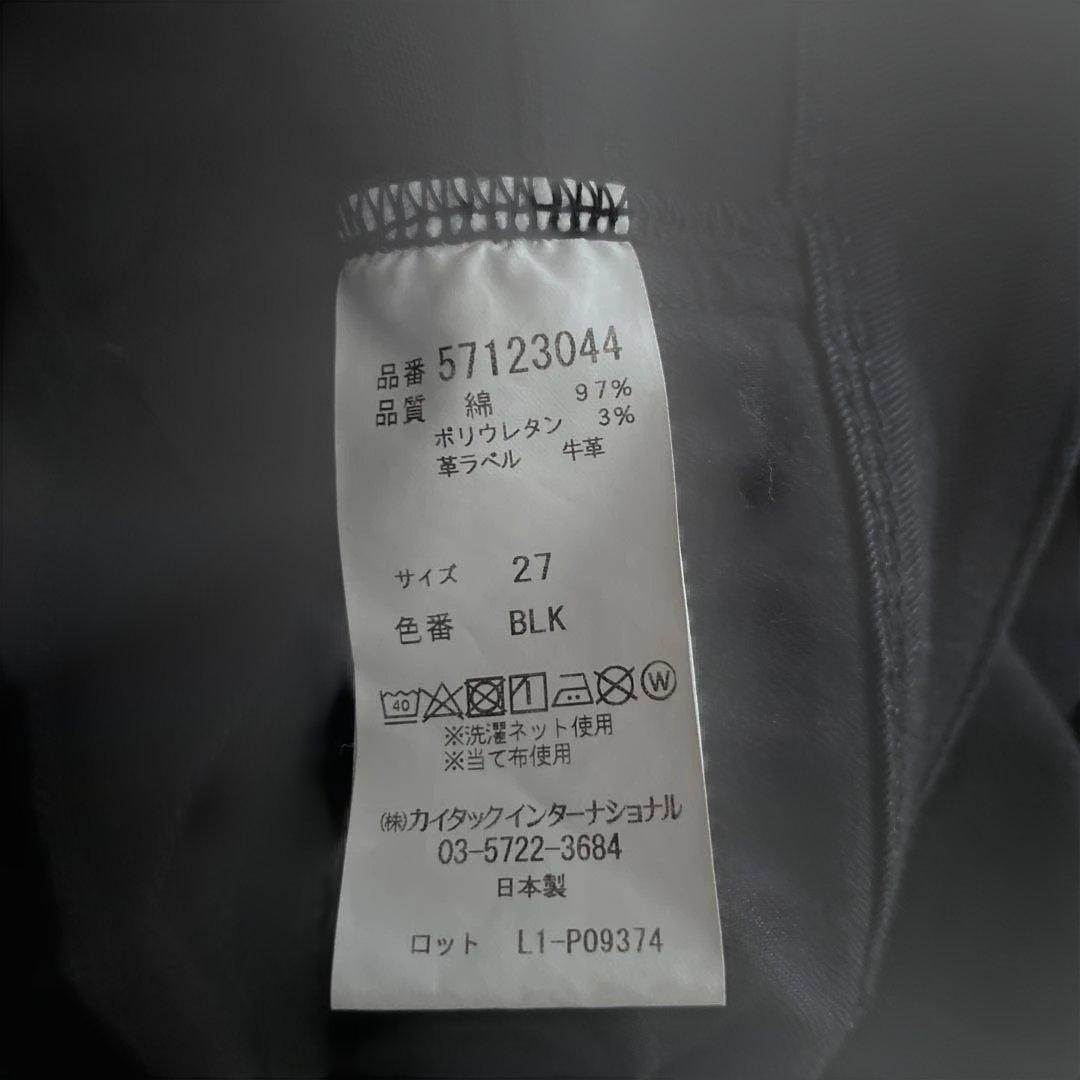 品番 57123044
品質 綿 97%
ポリウレタン 3%
革ラベル 牛革
サイズ 27
色番 BLK
40 W
※洗濯ネット使用
※当て布使用
㈱カイタックインターナショナル
03-5722-3684
日本製
ロット L1-P09374